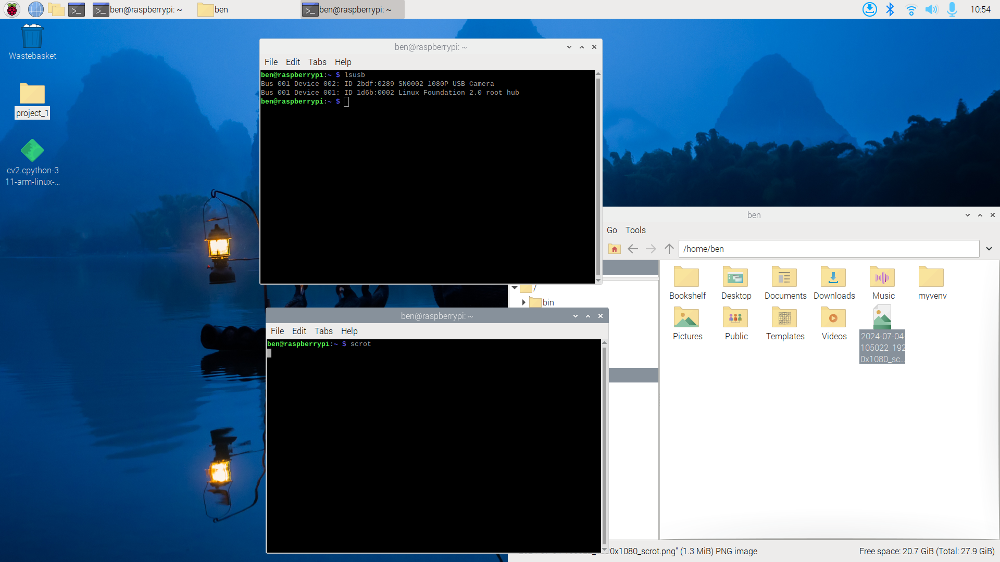 ben@raspberrypi: ~
ben
ben@raspberrypi: ~
10:54
Wastebasket
project_1
cv2.cpython-3
11-arm-linux-...
ben@raspberrypi: ~
File Edit Tabs Help
ben@raspberrypi:~ $ lsusb
Bus 001 Device 002: ID 2bdf:0289 SN0002 1080P USB Camera
Bus 001 Device 001: ID 1d6b:0002 Linux Foundation 2.0 root hub
ben@raspberrypi:~ $
ben
Go Tools
/home/ben
/
bin
Bookshelf Desktop Documents Downloads Music myvenv
Pictures Public Templates Videos
2024-07-04-
105022_192
0x1080_sc...
ben@raspberrypi: ~
File Edit Tabs Help
ben@raspberrypi:~ $ scrot
20x1080_scrot.png" (1.3 MiB) PNG image
Free space: 20.7 GiB (Total: 27.9 GiB)